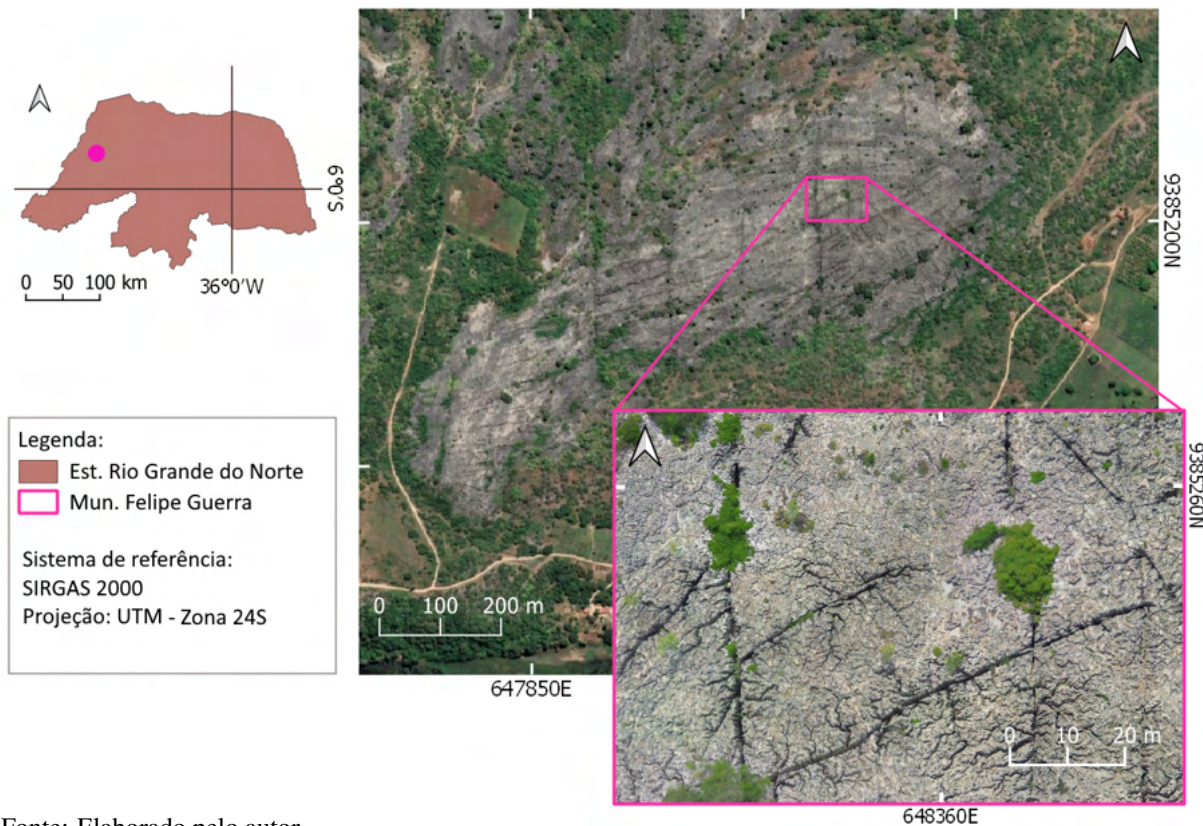 6°0'S
0 50 100 km
36°0'W
Legenda:
Est. Rio Grande do Norte
Mun. Felipe Guerra
Sistema de referência:
SIRGAS 2000
Projeção: UTM - Zona 24S
9385200N
0 100 200 m
647850E
9385260N
0 10 20 m
648360E
Fonte: Elaborado pelo autor